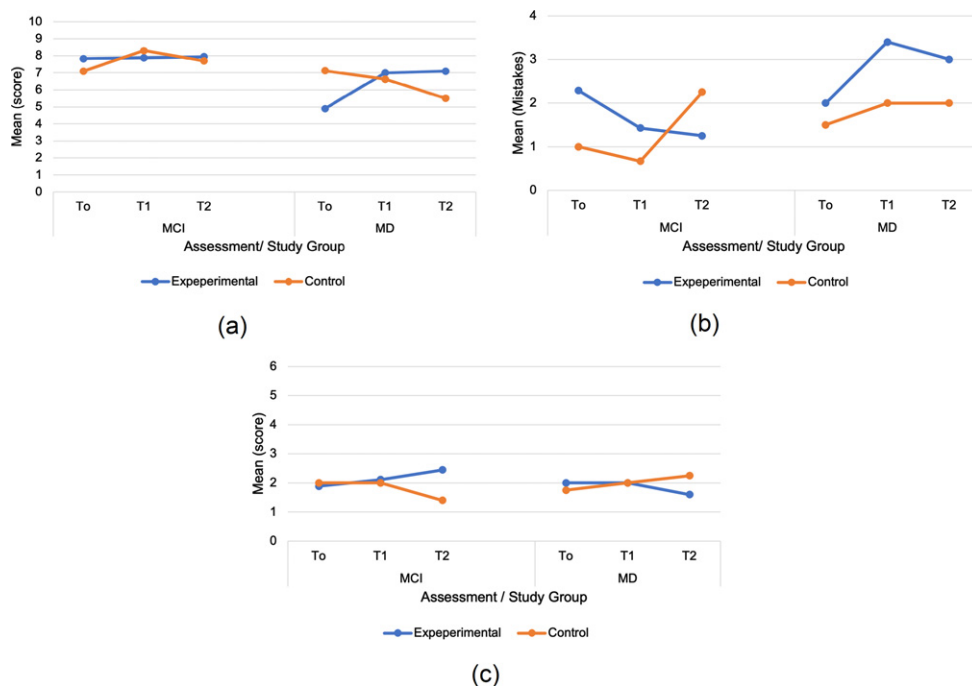 Mean (score)
10
9
8
7
6
5
4
3
2
1
0
To T1 T2 To T1 T2
MCI MD
Assessment/ Study Group
Expeperimental Control
(a)
Mean (Mistakes)
4
3
2
1
0
To T1 T2 To T1 T2
MCI MD
Assessment/ Study Group
Expeperimental Control
(b)
Mean (score)
6
5
4
3
2
1
0
To T1 T2 To T1 T2
MCI MD
Assessment / Study Group
Expeperimental Control
(c)